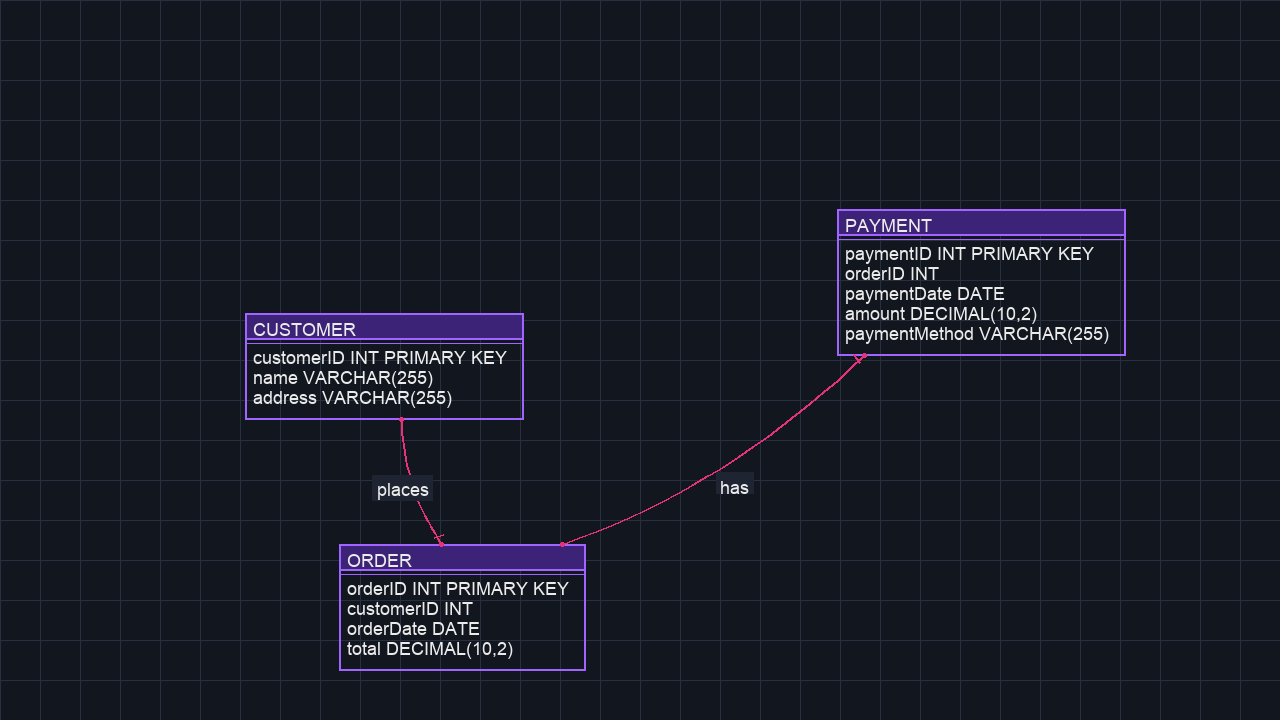 PAYMENT
paymentID INT PRIMARY KEY
orderID INT
paymentDate DATE
amount DECIMAL(10,2)
paymentMethod VARCHAR(255)
CUSTOMER
customerID INT PRIMARY KEY
name VARCHAR(255)
address VARCHAR(255)
places
has
ORDER
orderID INT PRIMARY KEY
customerID INT
orderDate DATE
total DECIMAL(10,2)